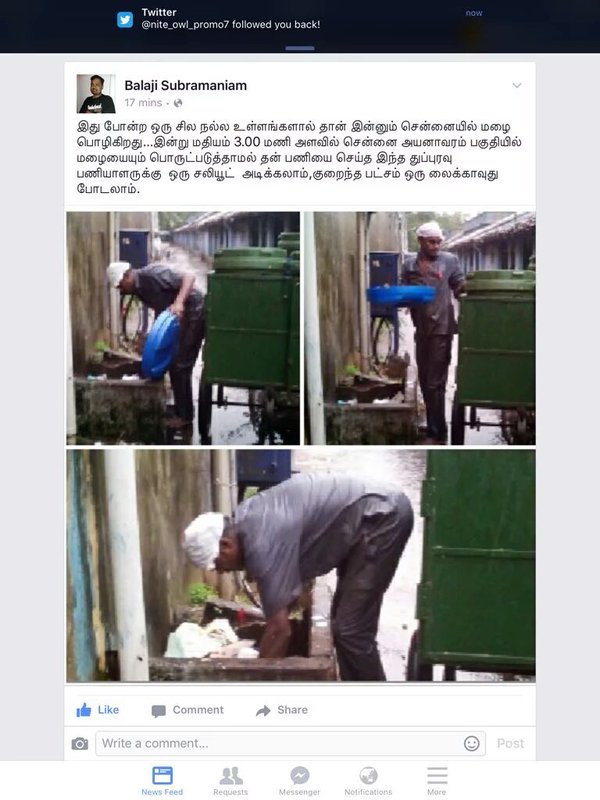 Twitter
now
@nite_owl_promo7 followed you back!
Balaji Subramaniam
17 mins ·
இது போன்ற ஒரு சில நல்ல உள்ளங்களால் தான் இன்னும் சென்னையில் மழை
பொழிகிறது...இன்று மதியம் 3.00 மணி அளவில் சென்னை அயனாவரம் பகுதியில்
மழையையும் பொருட்படுத்தாமல் தன் பணியை செய்த இந்த துப்புரவு
பணியாளருக்கு ஒரு சலியூட் அடிக்கலாம்,குறைந்த பட்சம் ஒரு லைக்காவுது
போடலாம்.
Like Comment Share
Write a comment... Post
News Feed Requests Messenger Notifications More